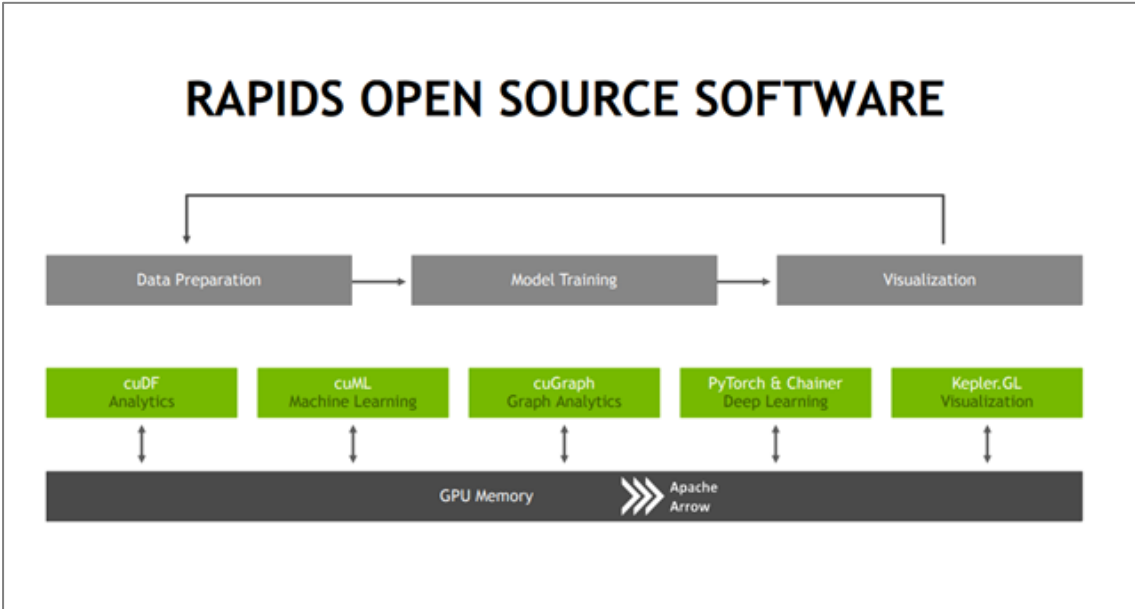 RAPIDS OPEN SOURCE SOFTWARE
Data Preparation
Model Training
Visualization
cuDF
Analytics
cuML
Machine Learning
cuGraph
Graph Analytics
PyTorch & Chainer
Deep Learning
Kepler.GL
Visualization
GPU Memory
Apache
Arrow